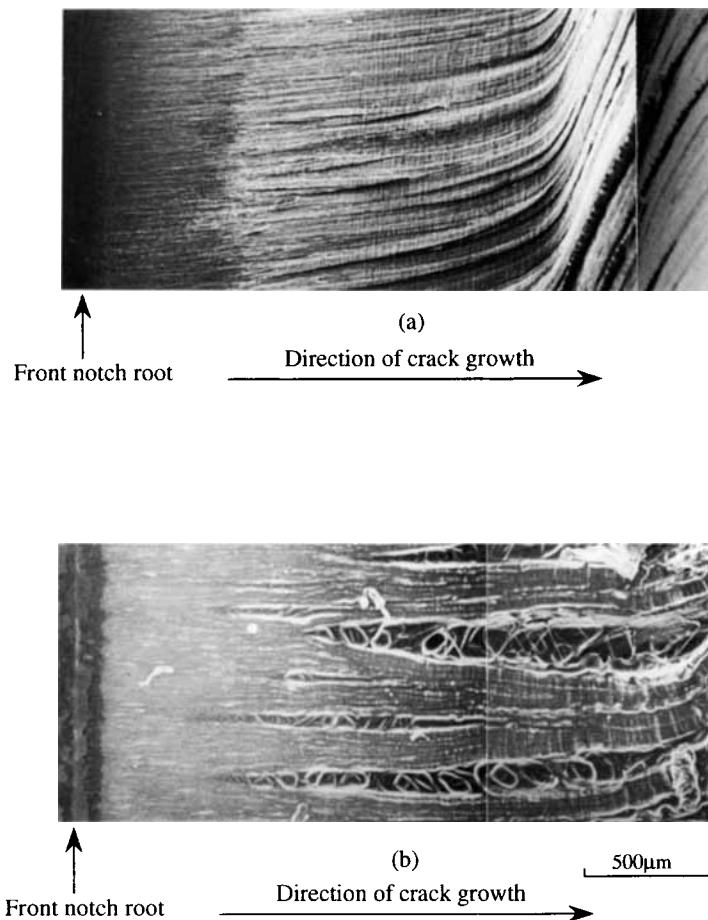 (a)
Front notch root
Direction of crack growth
(b)
500μm
Front notch root
Direction of crack growth